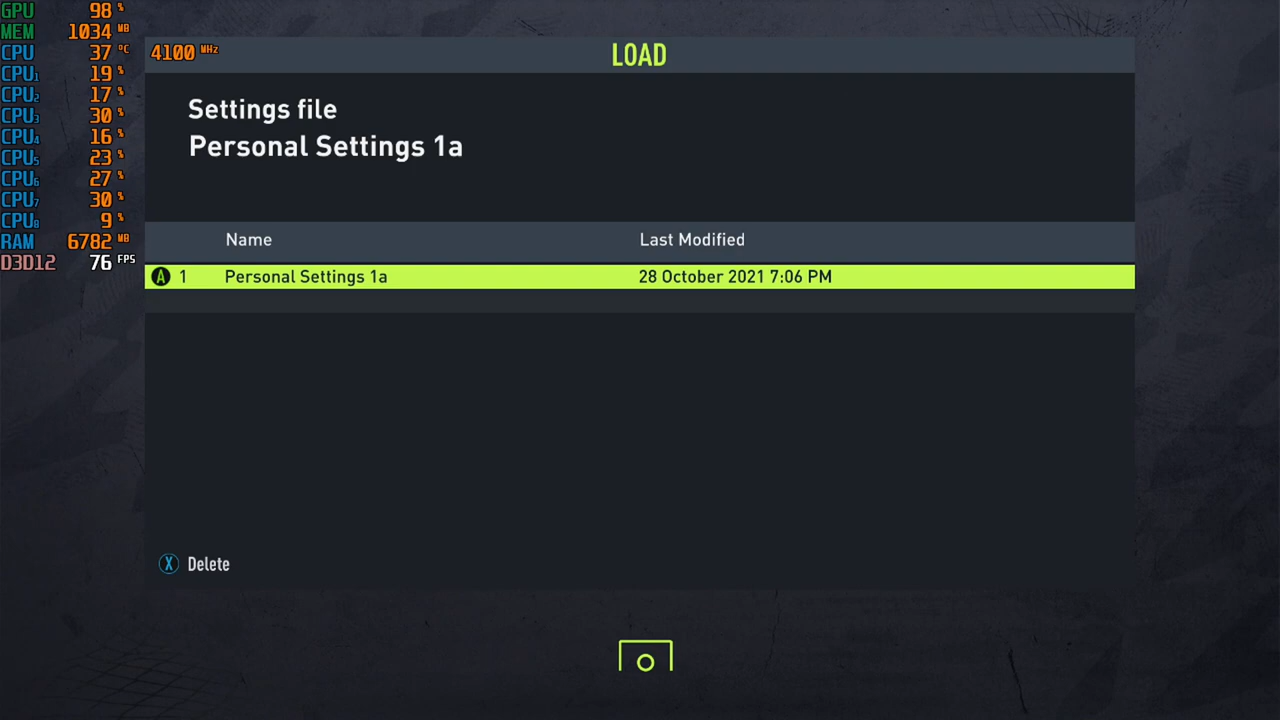 GPU 98 %
MEM 1034 MB
CPU 37 °C 4100 MHz
CPU1 19 %
CPU2 17 %
CPU3 30 %
CPU4 16 %
CPU5 23 %
CPU6 27 %
CPU7 30 %
CPU8 9 %
RAM 6782 MB
D3D12 76 FPS
LOAD
Settings file
Personal Settings 1a
Name Last Modified
A 1 Personal Settings 1a 28 October 2021 7:06 PM
X Delete